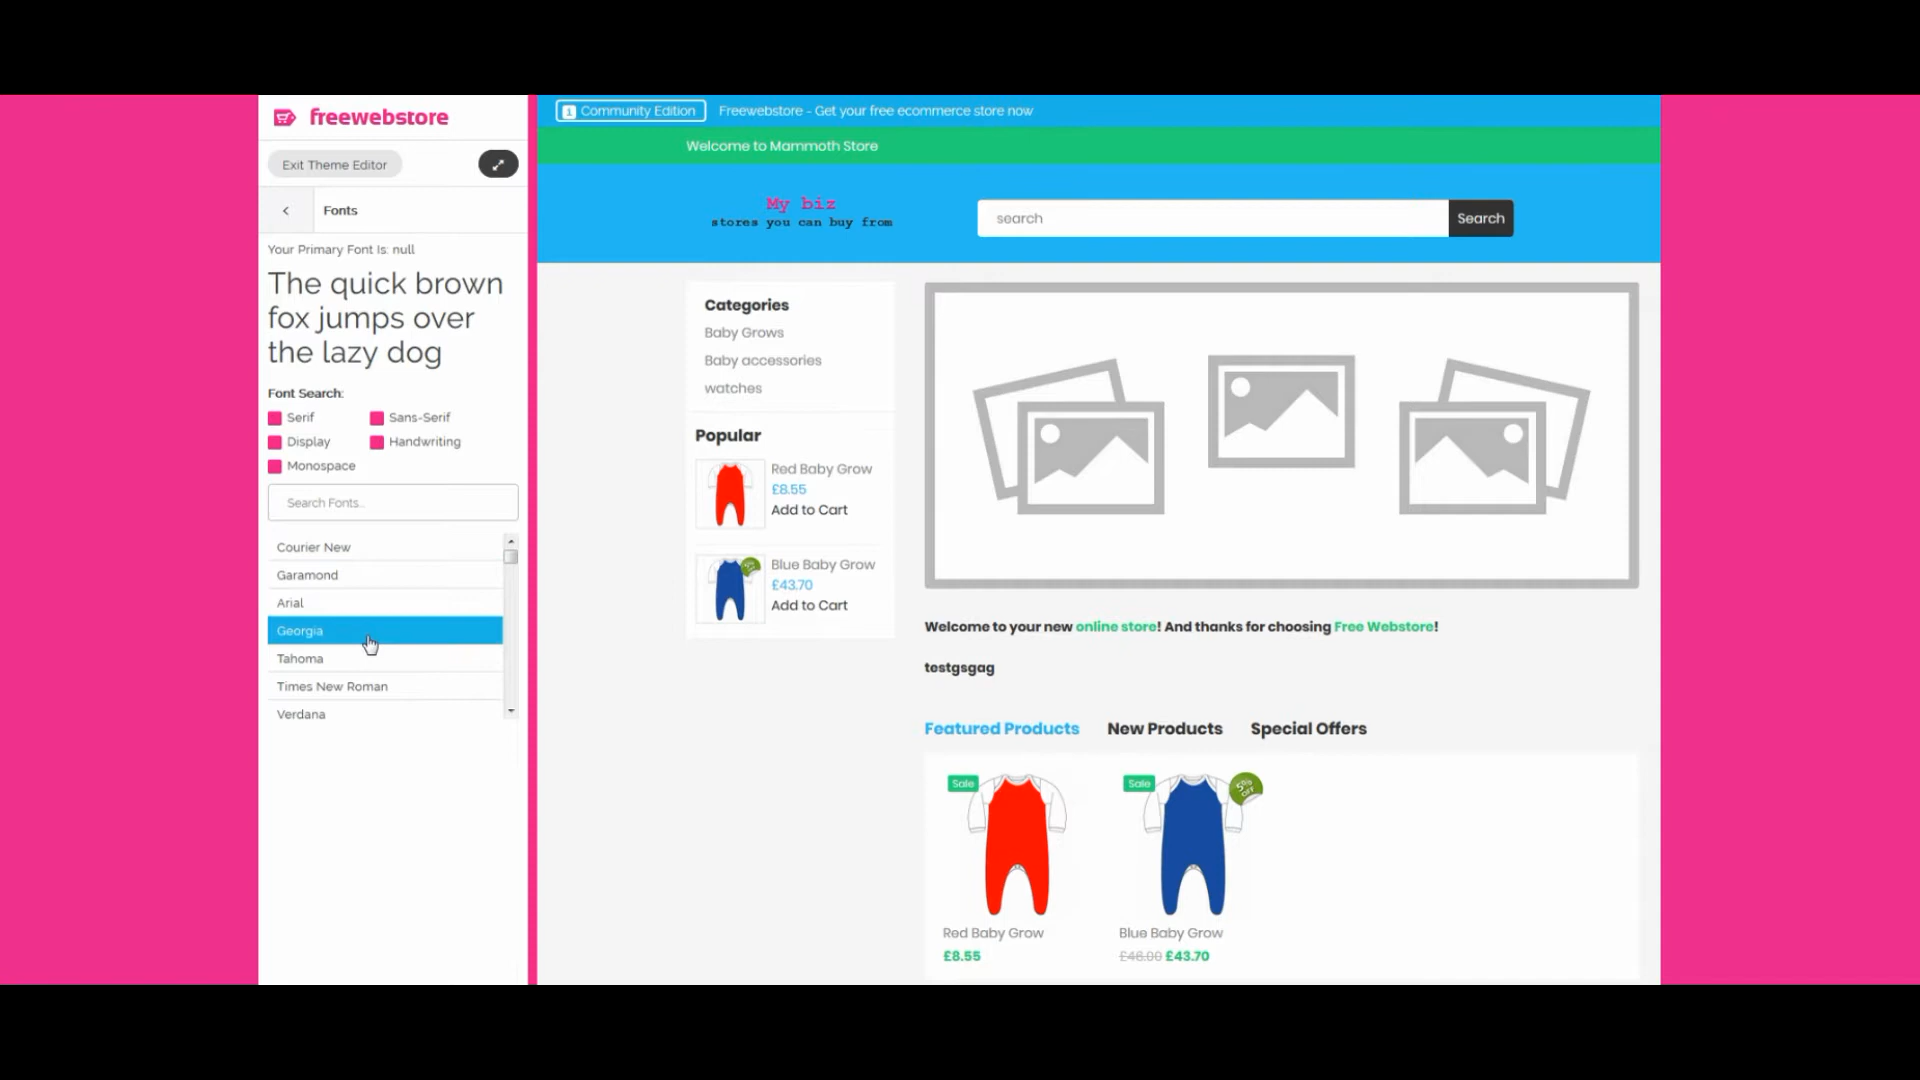 freewebstore
Exit Theme Editor
Fonts
Your Primary Font Is: null
The quick brown
fox jumps over
the lazy dog
Font Search:
Serif
Sans-Serif
Display
Handwriting
Monospace
Search Fonts...
Courier New
Garamond
Arial
Georgia
Tahoma
Times New Roman
Verdana
Community Edition
Freewebstore - Get your free ecommerce store now
Welcome to Mammoth Store
My biz
stores you can buy from
search
Search
Categories
Baby Grows
Baby accessories
watches
Popular
Red Baby Grow
£8.55
Add to Cart
Blue Baby Grow
£43.70
Add to Cart
Welcome to your new online store! And thanks for choosing Free Webstore!
testgsgag
Featured Products
New Products
Special Offers
Sale
Red Baby Grow
£8.55
Sale
5%
OFF
Blue Baby Grow
£46.00 £43.70